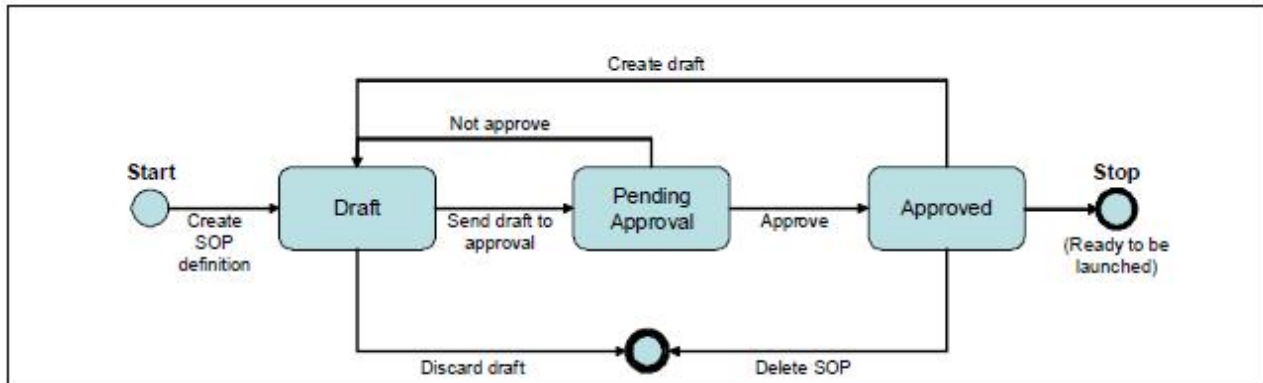 Create draft
Not approve
Start
Stop
Draft
Pending
Approval
Approved
Create
SOP
definition
Send draft to
approval
Approve
(Ready to be
launched)
Discard draft
Delete SOP